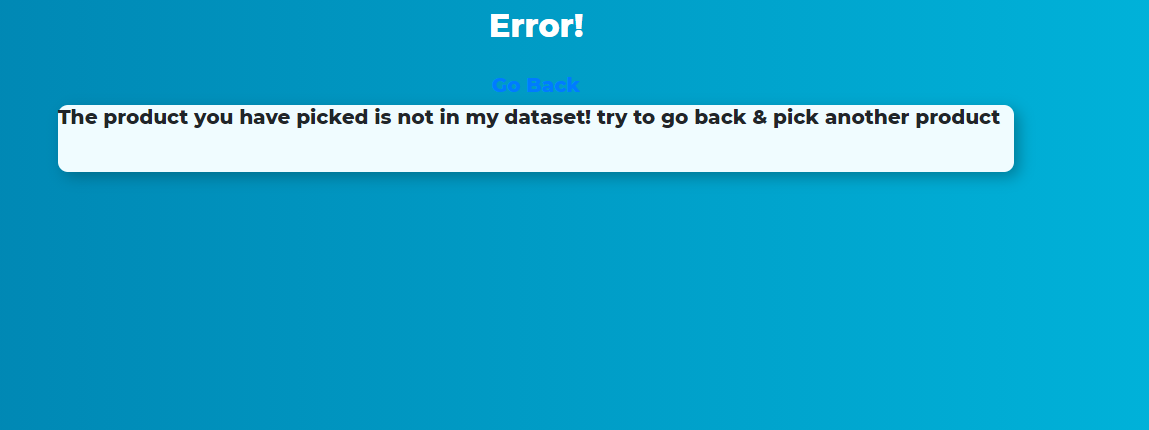 Error!
Go Back
The product you have picked is not in my dataset! try to go back & pick another product